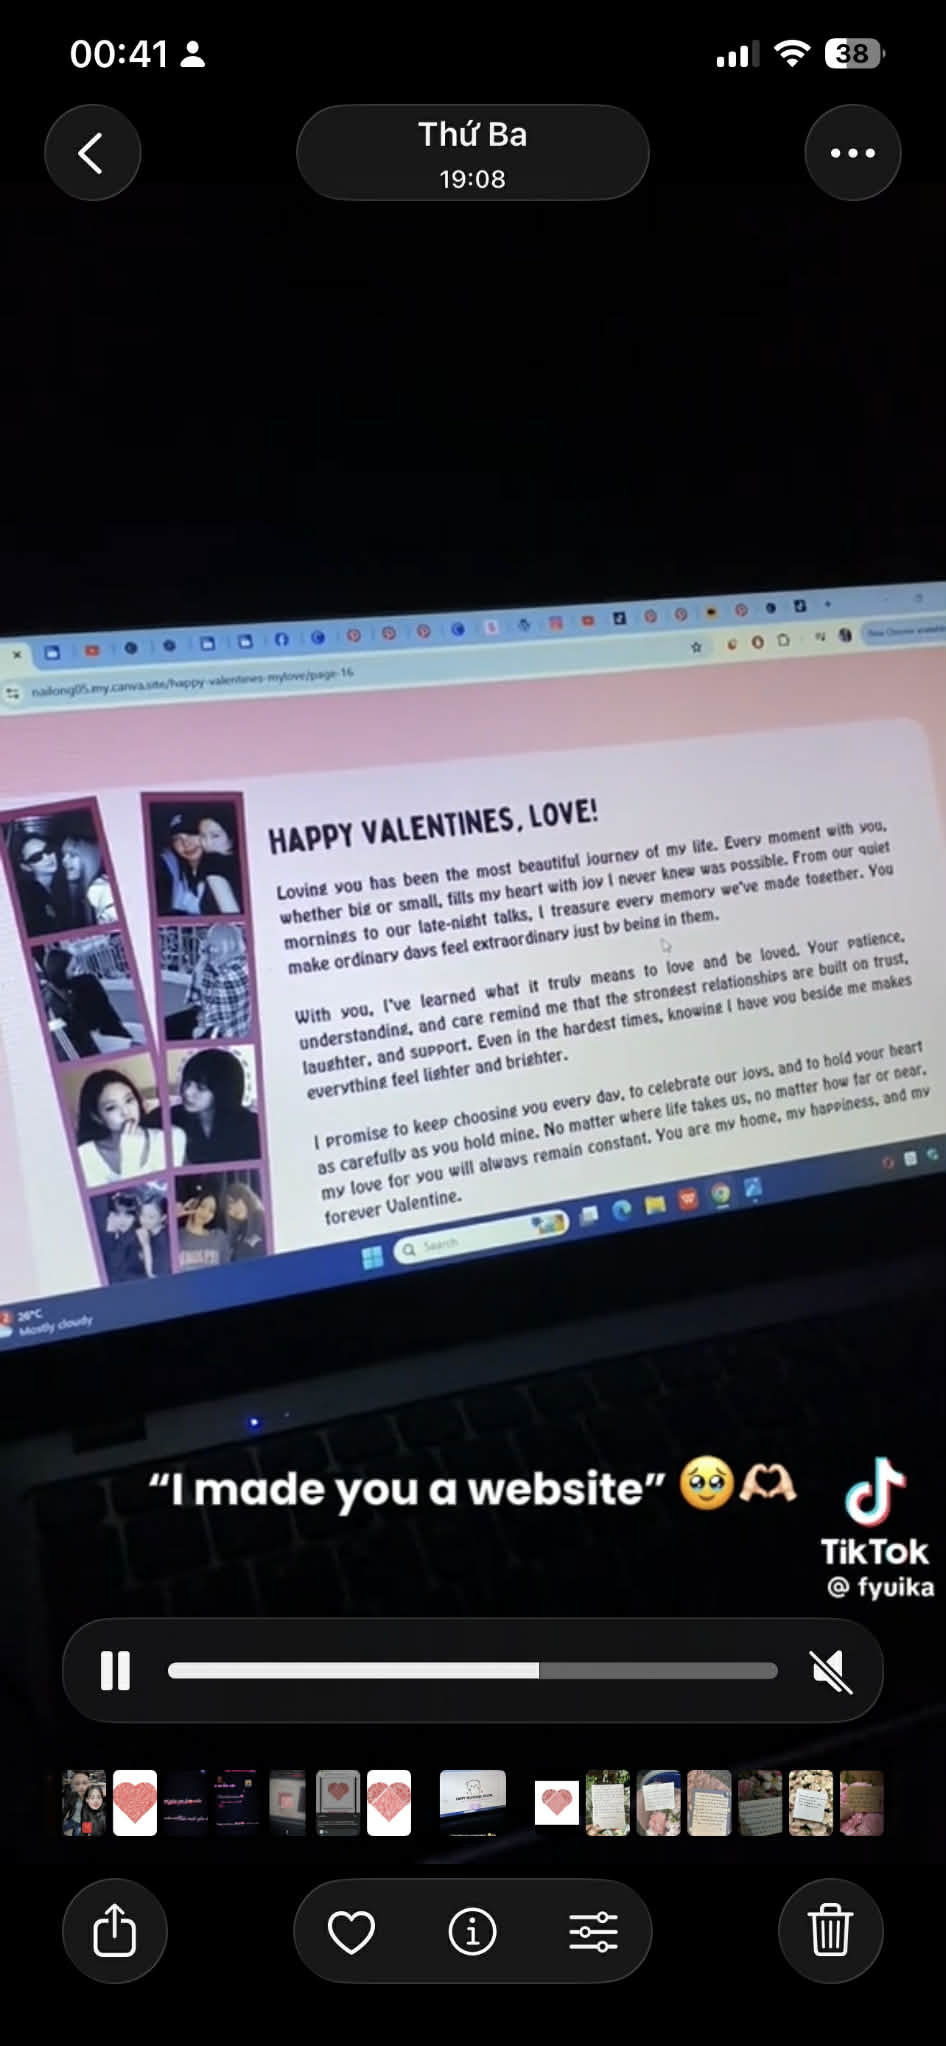 00:41
38
Thứ Ba
19:08
nailong05.my.canva.site/happy-valentines-mylove/page-16
HAPPY VALENTINES, LOVE!
Loving you has been the most beautiful journey of my life. Every moment with you,
whether big or small, fills my heart with joy I never knew was possible. From our quiet
mornings to our late-night talks, I treasure every memory we've made together. You
make ordinary days feel extraordinary just by being in them.
With you, I've learned what it truly means to love and be loved. Your patience,
understanding, and care remind me that the strongest relationships are built on trust,
laughter, and support. Even in the hardest times, knowing I have you beside me makes
everything feel lighter and brighter.
I promise to keep choosing you every day, to celebrate our joys, and to hold your heart
as carefully as you hold mine. No matter where life takes us, no matter how far or near,
my love for you will always remain constant. You are my home, my happiness, and my
forever Valentine.
Search
26°C
Mostly cloudy
“I made you a website” 🥹🫶🏻
TikTok
@ fyuika